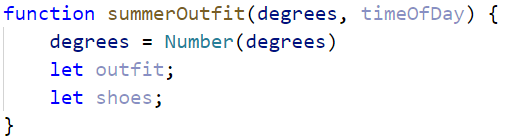 function summerOutfit(degrees, timeOfDay) {
    degrees = Number(degrees)
    let outfit;
    let shoes;
}